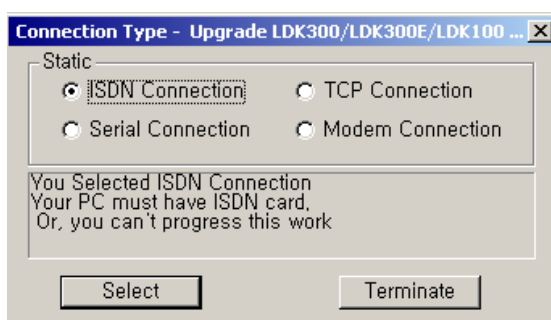 Connection Type - Upgrade LDK300/LDK300E/LDK100 ...
Static
ISDN Connection
TCP Connection
Serial Connection
Modem Connection
You Selected ISDN Connection
Your PC must have ISDN card,
Or, you can't progress this work
Select
Terminate